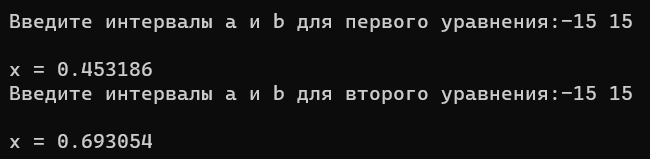 Введите интервалы a и b для первого уравнения:-15 15
x = 0.453186
Введите интервалы a и b для второго уравнения:-15 15
x = 0.693054